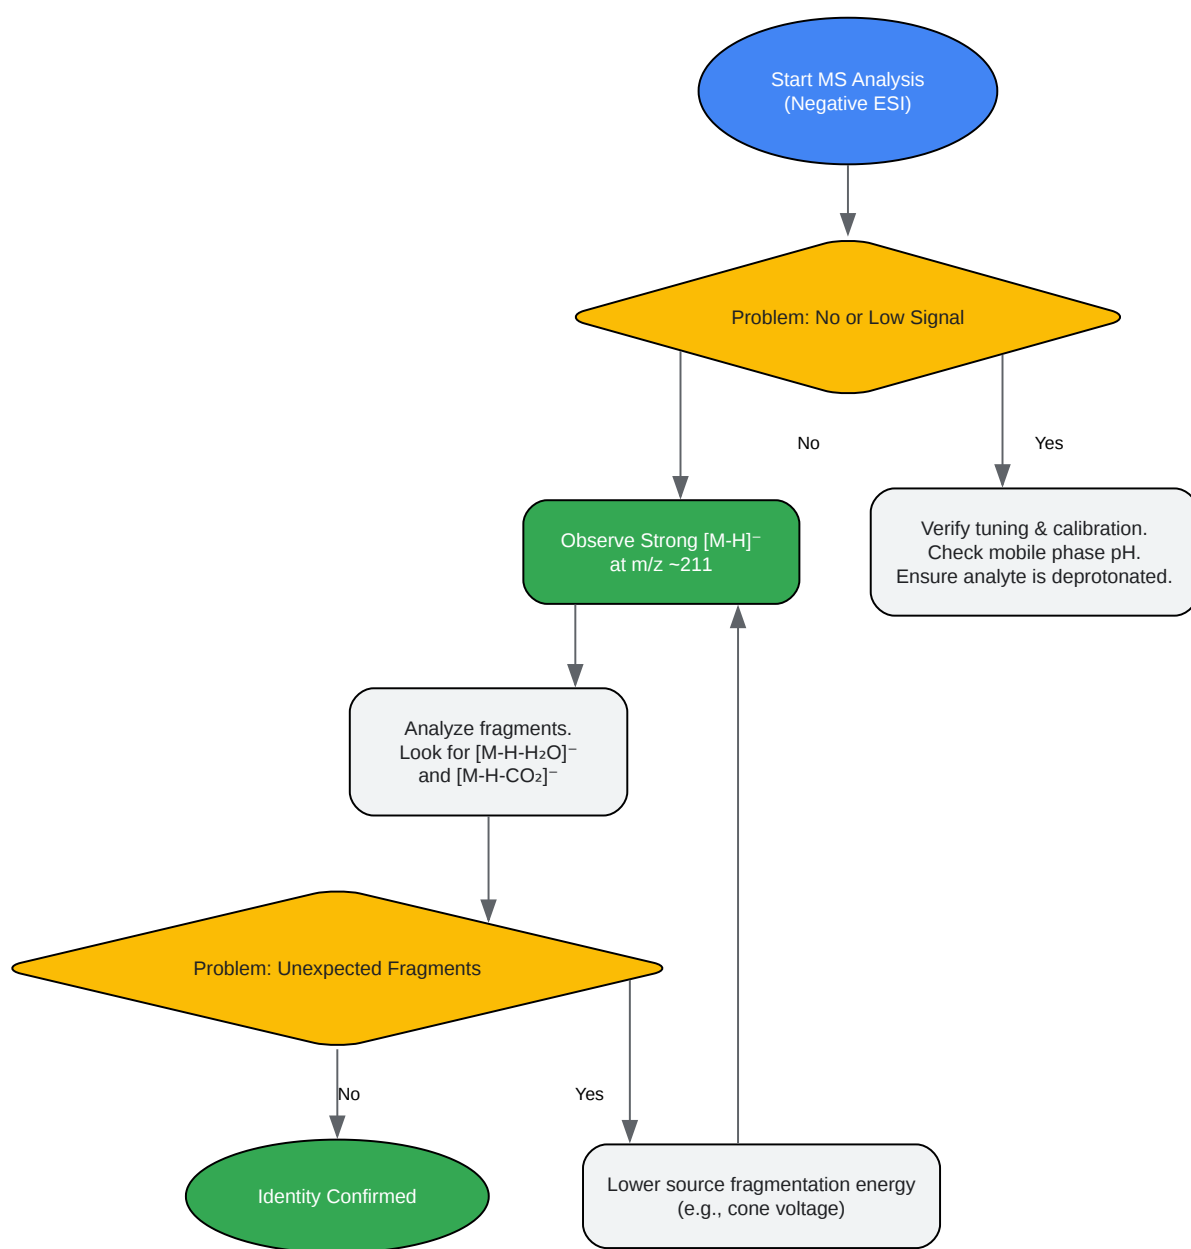 Start MS Analysis
(Negative ESI)
Problem: No or Low Signal
No
Yes
Observe Strong [M-H]⁻
at m/z ~211
Verify tuning & calibration.
Check mobile phase pH.
Ensure analyte is deprotonated.
Analyze fragments.
Look for [M-H-H₂O]⁻
and [M-H-CO₂]⁻
Problem: Unexpected Fragments
No
Yes
Identity Confirmed
Lower source fragmentation energy
(e.g., cone voltage)